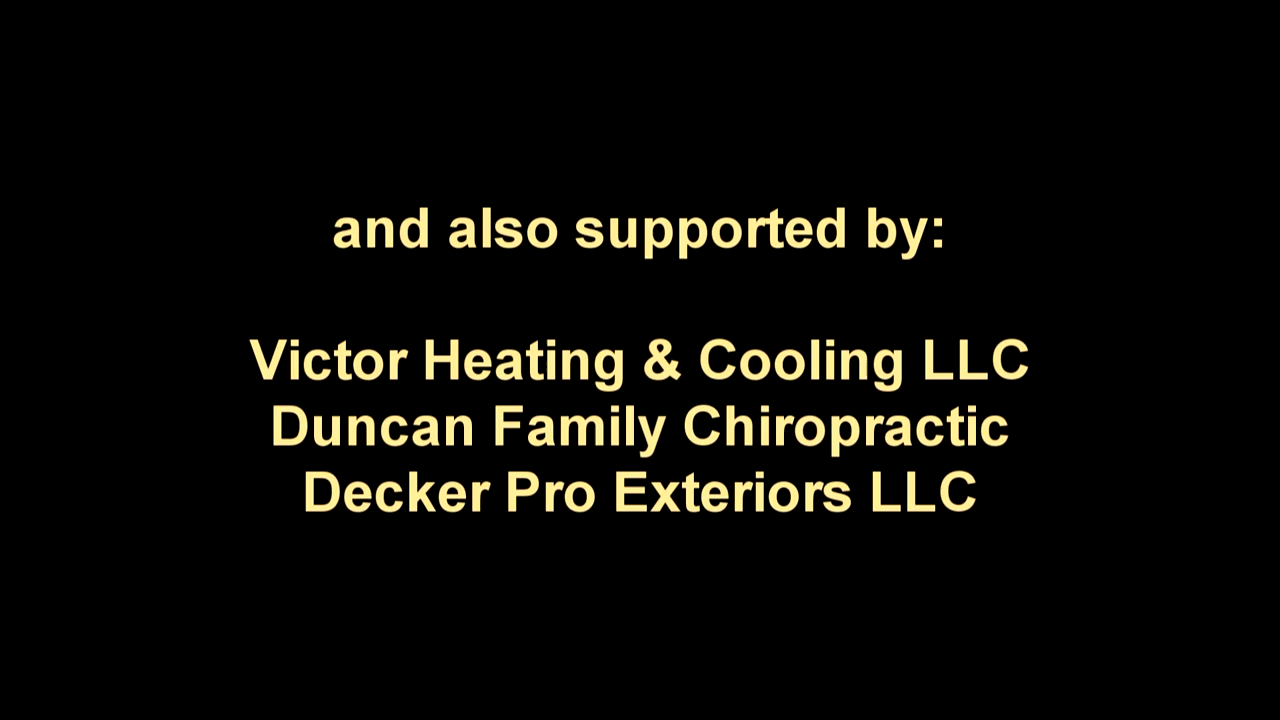 and also supported by:
Victor Heating & Cooling LLC
Duncan Family Chiropractic
Decker Pro Exteriors LLC